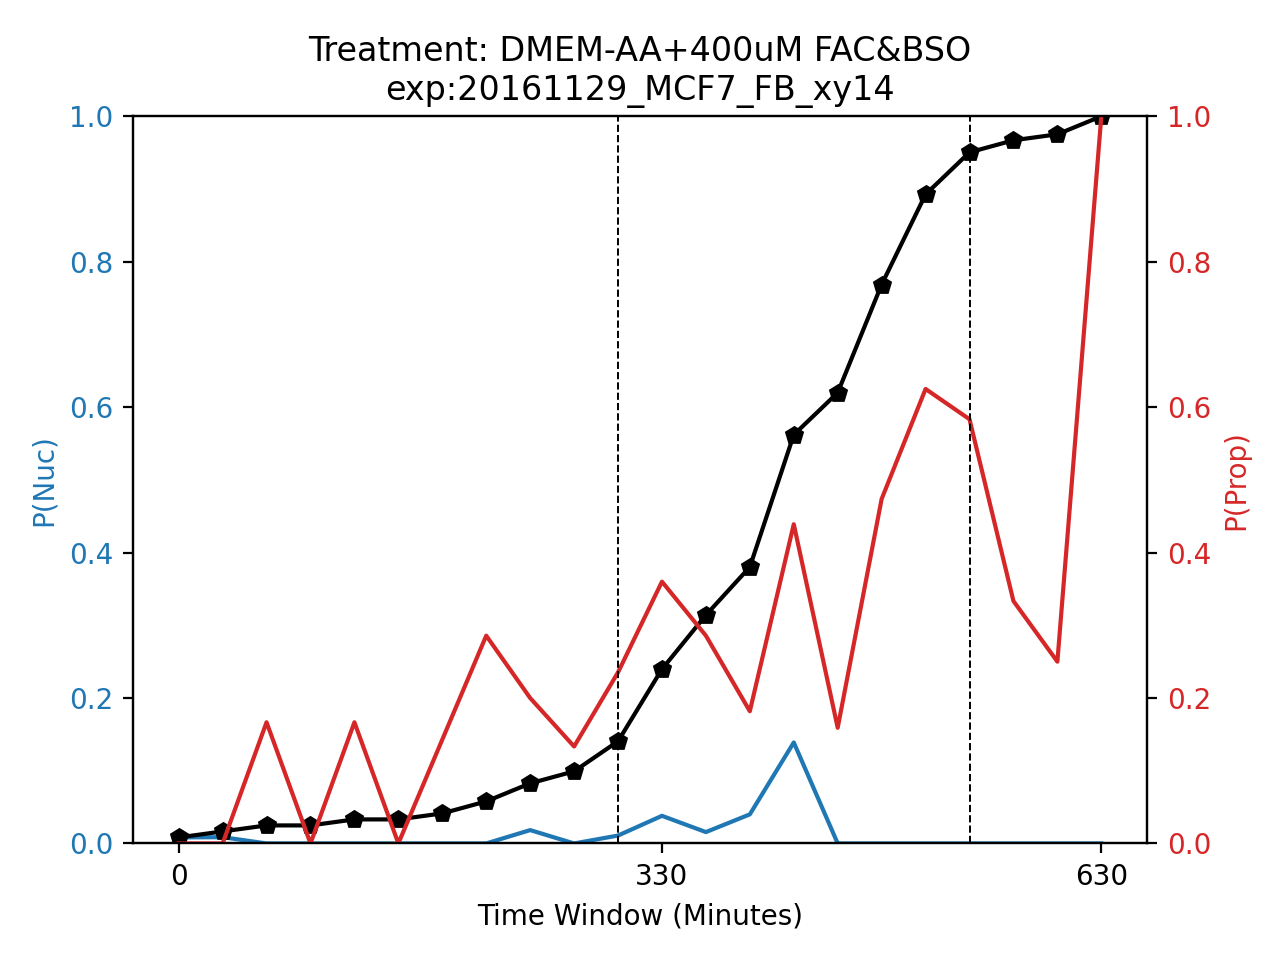 Treatment: DMEM-AA+400uM FAC&BSO
exp:20161129_MCF7_FB_xy14
1.0
0.8
0.6
0.4
0.2
0.0
P(Nuc)
1.0
0.8
0.6
0.4
0.2
0.0
P(Prop)
0 330 630
Time Window (Minutes)